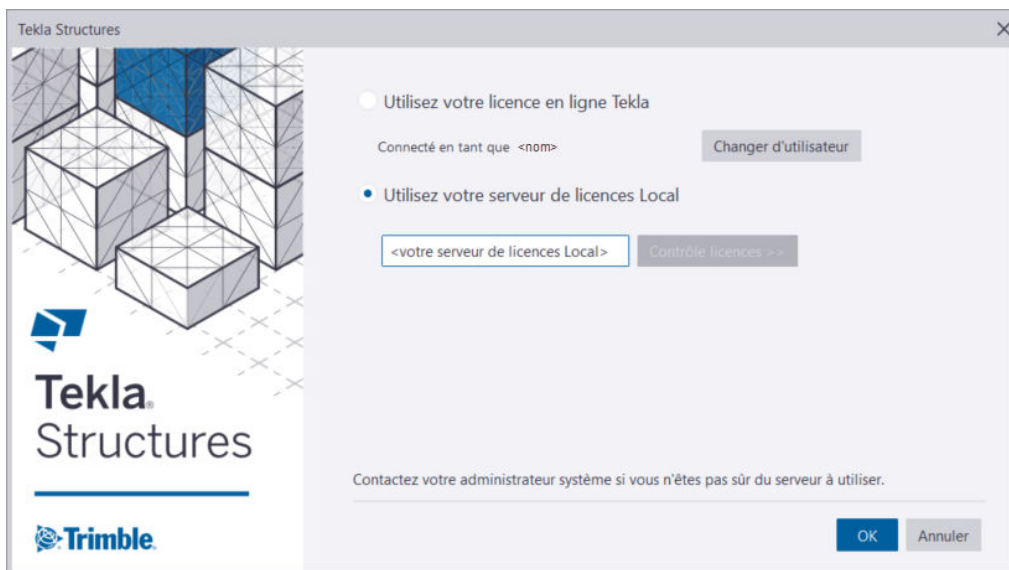 Tekla Structures
Utilisez votre licence en ligne Tekla
Connecté en tant que <nom>
Changer d'utilisateur
Utilisez votre serveur de licences Local
<votre serveur de licences Local>
Contrôle licences >>
Tekla®
Structures
Contactez votre administrateur système si vous n'êtes pas sûr du serveur à utiliser.
Trimble.
OK
Annuler